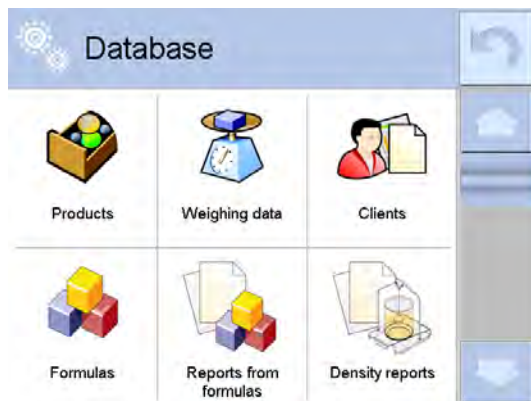 Database
Products
Weighing data
Clients
Formulas
Reports from
formulas
Density reports